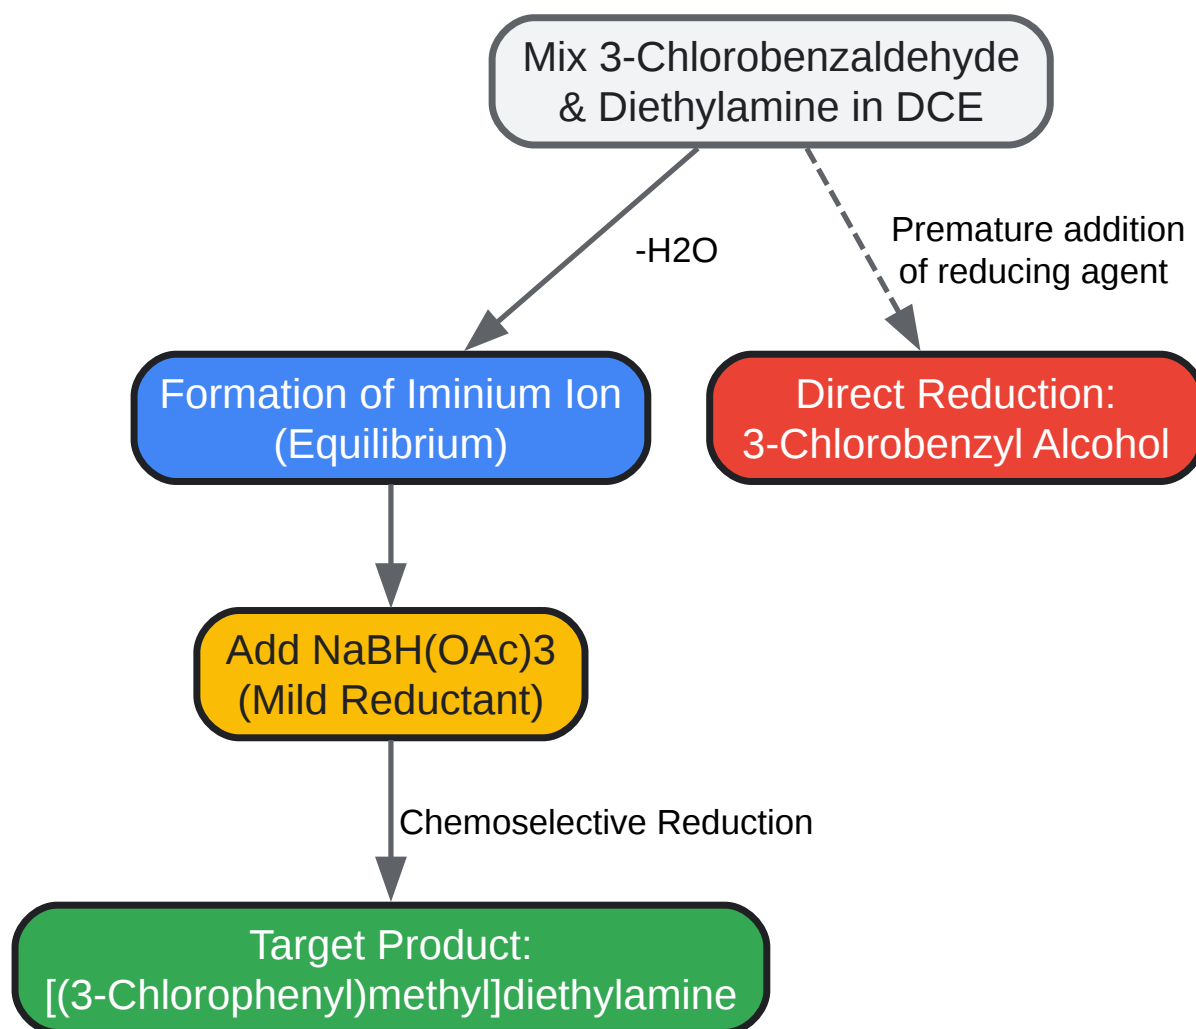 Mix 3-Chlorobenzaldehyde
& Diethylamine in DCE
-H2O
Premature addition
of reducing agent
Formation of Iminium Ion
(Equilibrium)
Direct Reduction:
3-Chlorobenzyl Alcohol
Add NaBH(OAc)3
(Mild Reductant)
Chemoselective Reduction
Target Product:
[(3-Chlorophenyl)methyl]diethylamine